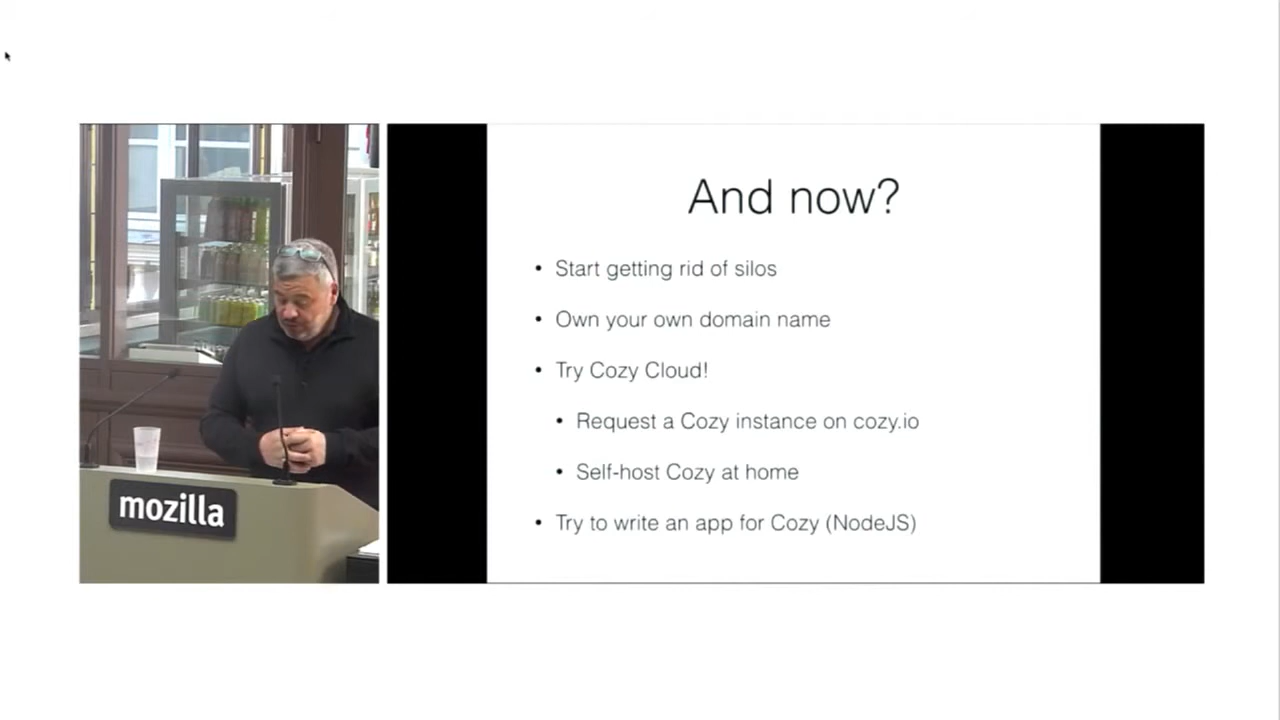 And now?
• Start getting rid of silos
• Own your own domain name
• Try Cozy Cloud!
• Request a Cozy instance on cozy.io
• Self-host Cozy at home
• Try to write an app for Cozy (NodeJS)
mozilla